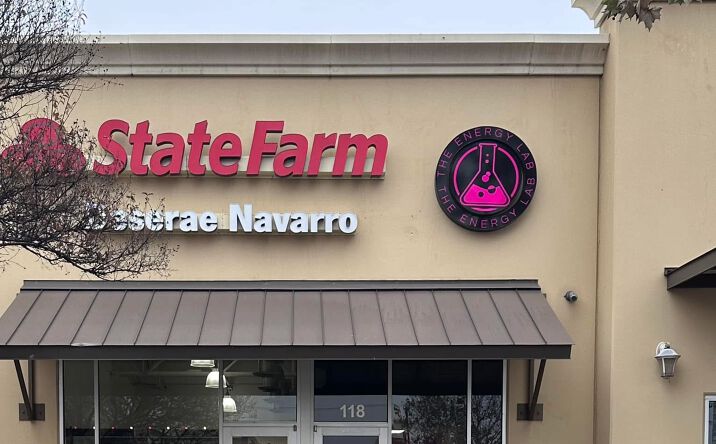 State Farm
Deserae Navarro
THE ENERGY LAB
THE ENERGY LAB
118